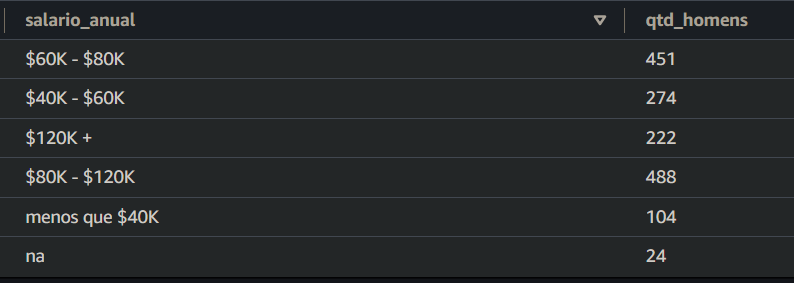 salario_anual qtd_homens
$60K - $80K 451
$40K - $60K 274
$120K + 222
$80K - $120K 488
menos que $40K 104
na 24